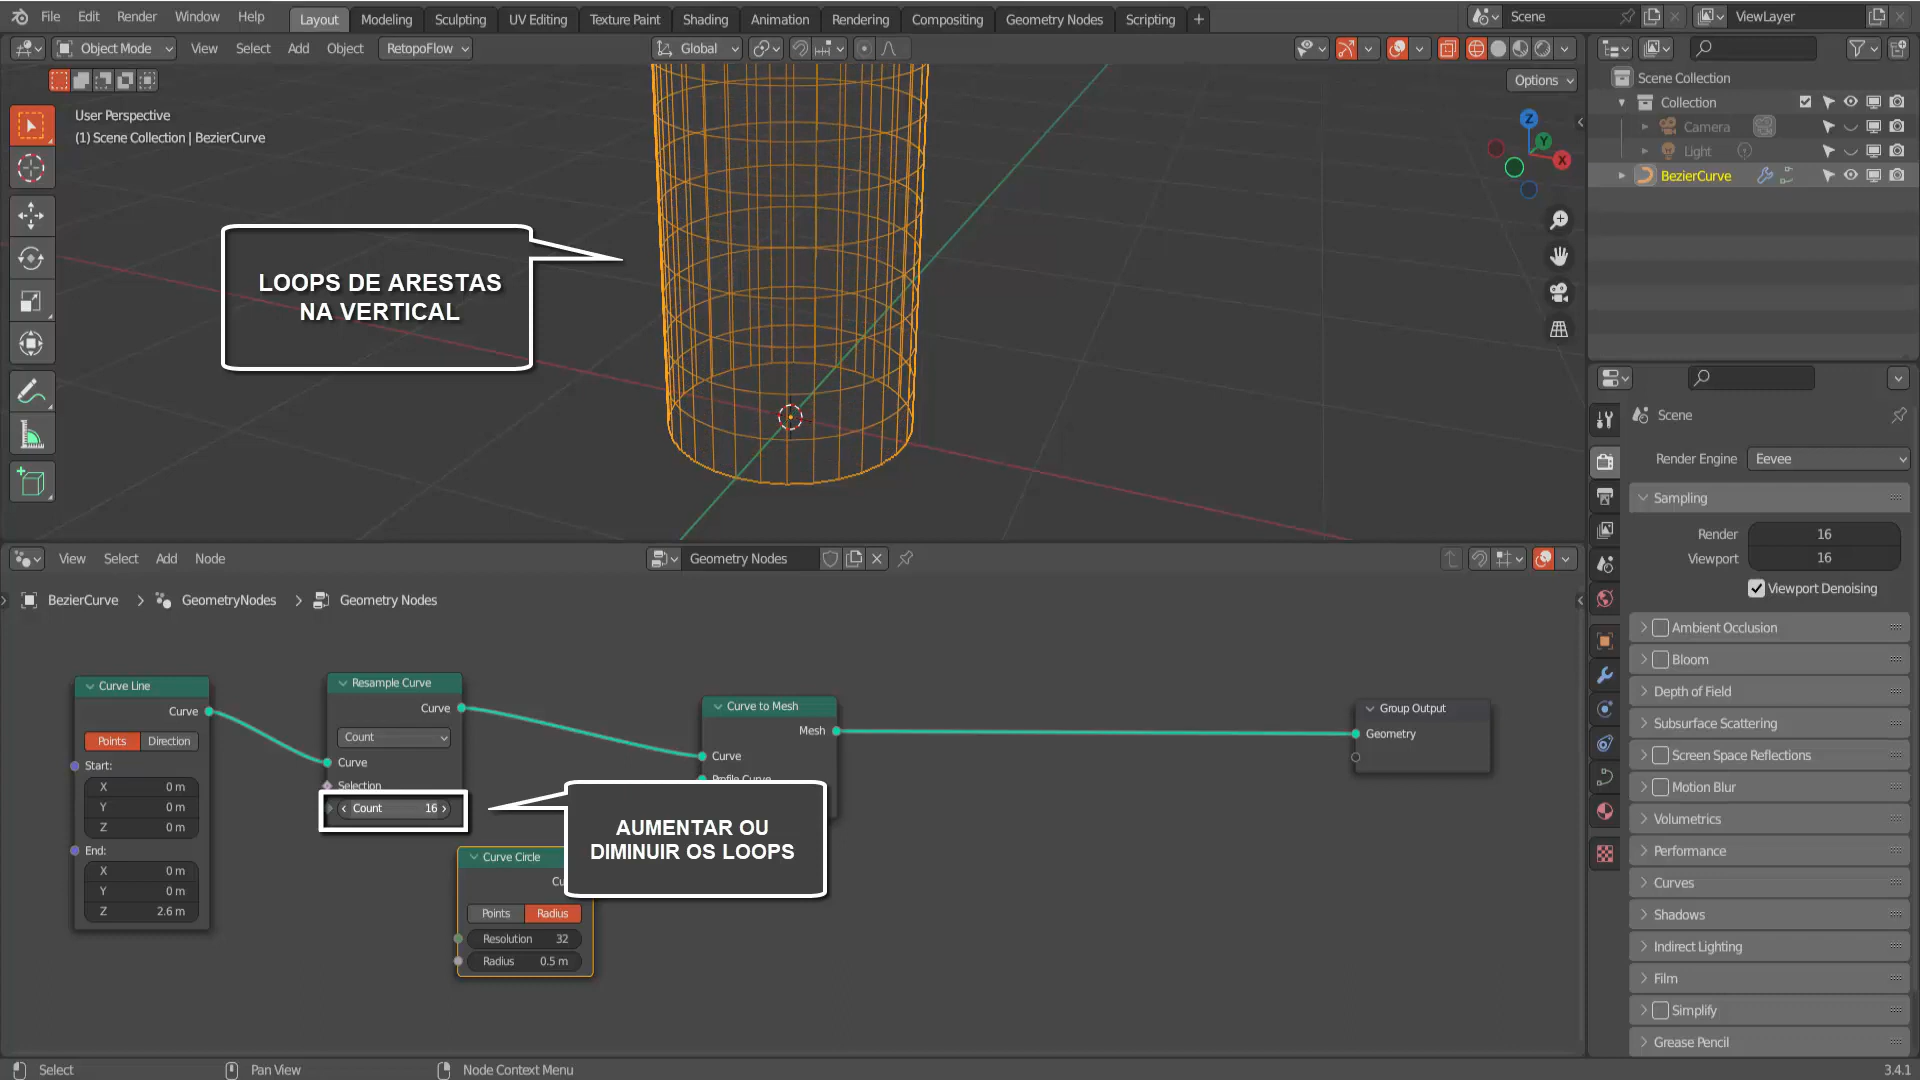 File Edit Render Window Help Layout Modeling Sculpting UV Editing Texture Paint Shading Animation Rendering Compositing Geometry Nodes Scripting + Scene ViewLayer
Object Mode View Select Add Object RetopoFlow Global
Options
User Perspective
(1) Scene Collection | BezierCurve
Z
Y
X
LOOPS DE ARESTAS
NA VERTICAL
Scene Collection
Collection
Camera
Light
BezierCurve
Scene
Render Engine Eevee
Sampling
Render 16
Viewport 16
Viewport Denoising
Ambient Occlusion
Bloom
Depth of Field
Subsurface Scattering
Screen Space Reflections
Motion Blur
Volumetrics
Performance
Curves
Shadows
Indirect Lighting
Film
Simplify
Grease Pencil
View Select Add Node Geometry Nodes
BezierCurve > GeometryNodes > Geometry Nodes
Curve Line
Curve
Points Direction
Start:
X 0 m
Y 0 m
Z 0 m
End:
X 0 m
Y 0 m
Z 2.6 m
Resample Curve
Curve
Count
Curve
Selection
Count 16
Curve to Mesh
Mesh
Curve
Profile Curve
Group Output
Geometry
AUMENTAR OU
DIMINUIR OS LOOPS
Curve Circle
Cu
Points Radius
Resolution 32
Radius 0.5 m
Select Pan View Node Context Menu 3.4.1